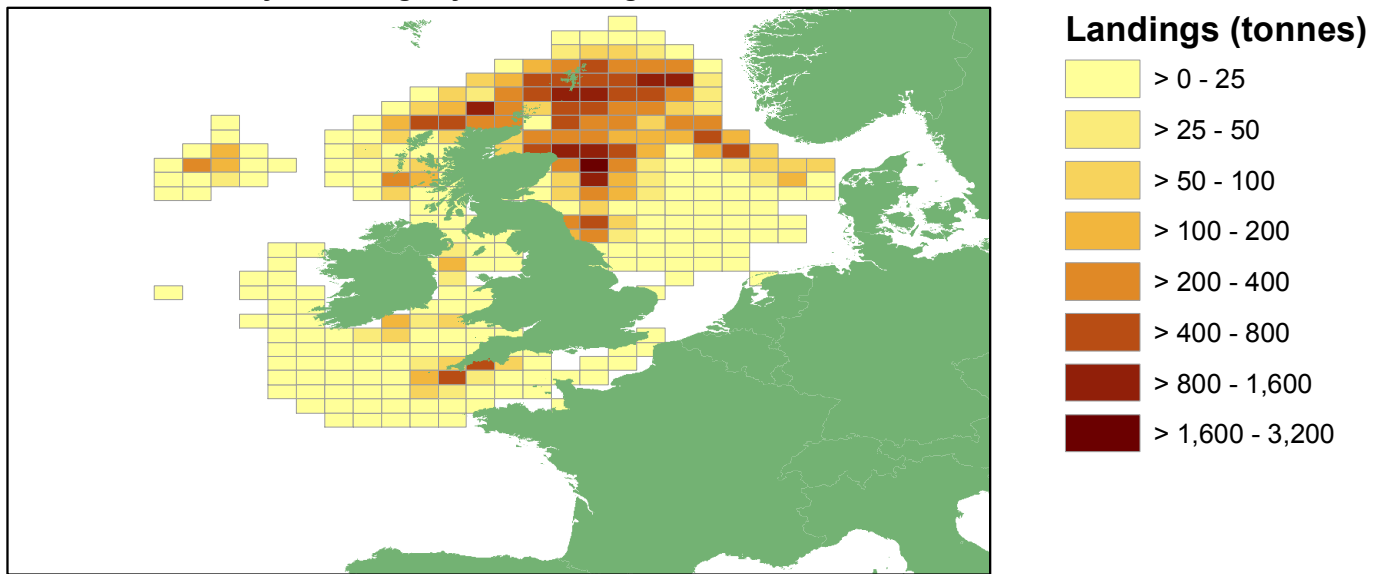 Landings (tonnes)
> 0 - 25
> 25 - 50
> 50 - 100
> 100 - 200
> 200 - 400
> 400 - 800
> 800 - 1,600
> 1,600 - 3,200